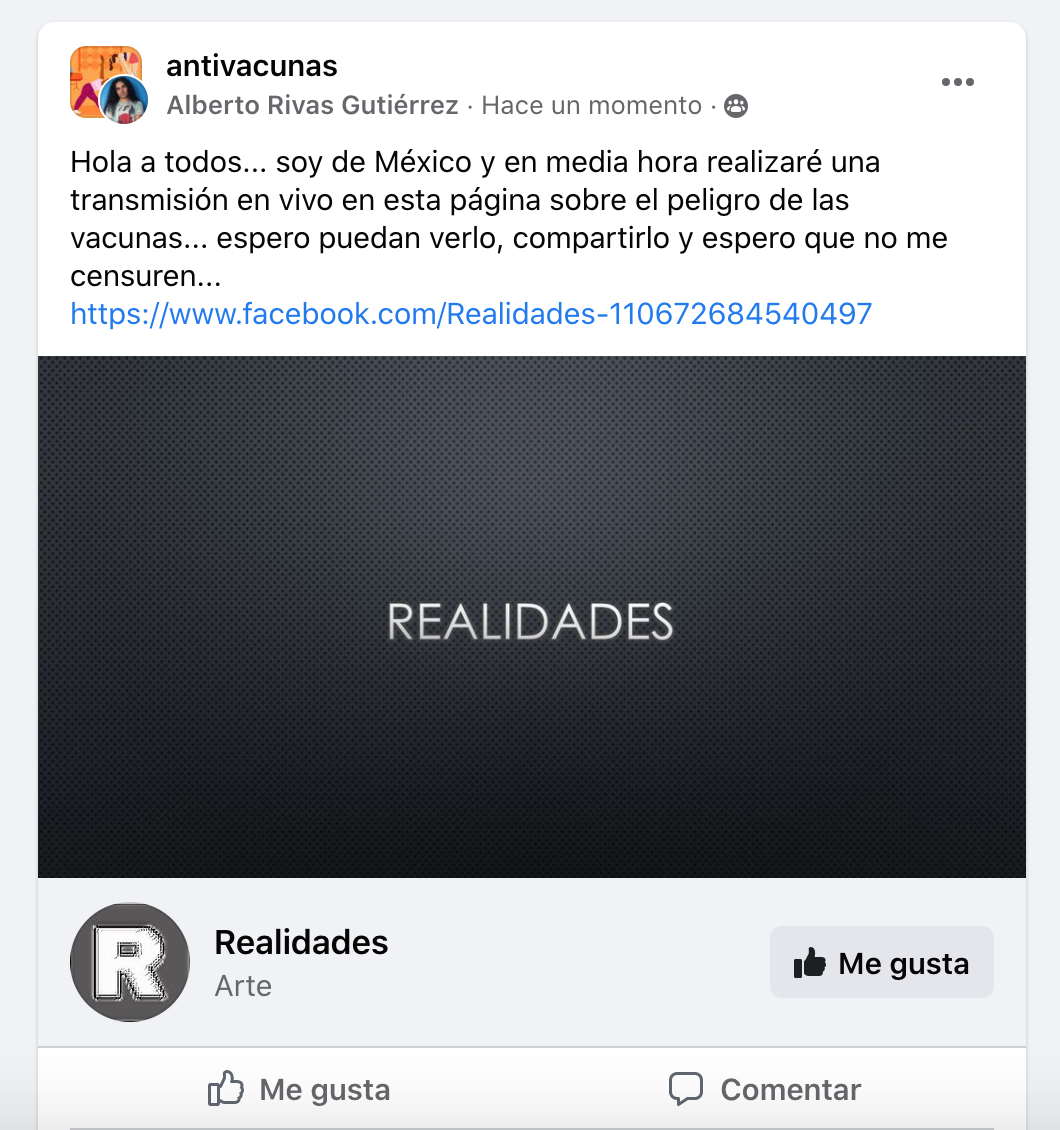 antivacunas
Alberto Rivas Gutiérrez · Hace un momento ·
Hola a todos... soy de México y en media hora realizaré una
transmisión en vivo en esta página sobre el peligro de las
vacunas... espero puedan verlo, compartirlo y espero que no me
censuren...
https://www.facebook.com/Realidades-110672684540497
REALIDADES
R
Realidades
Arte
Me gusta
Me gusta
Comentar